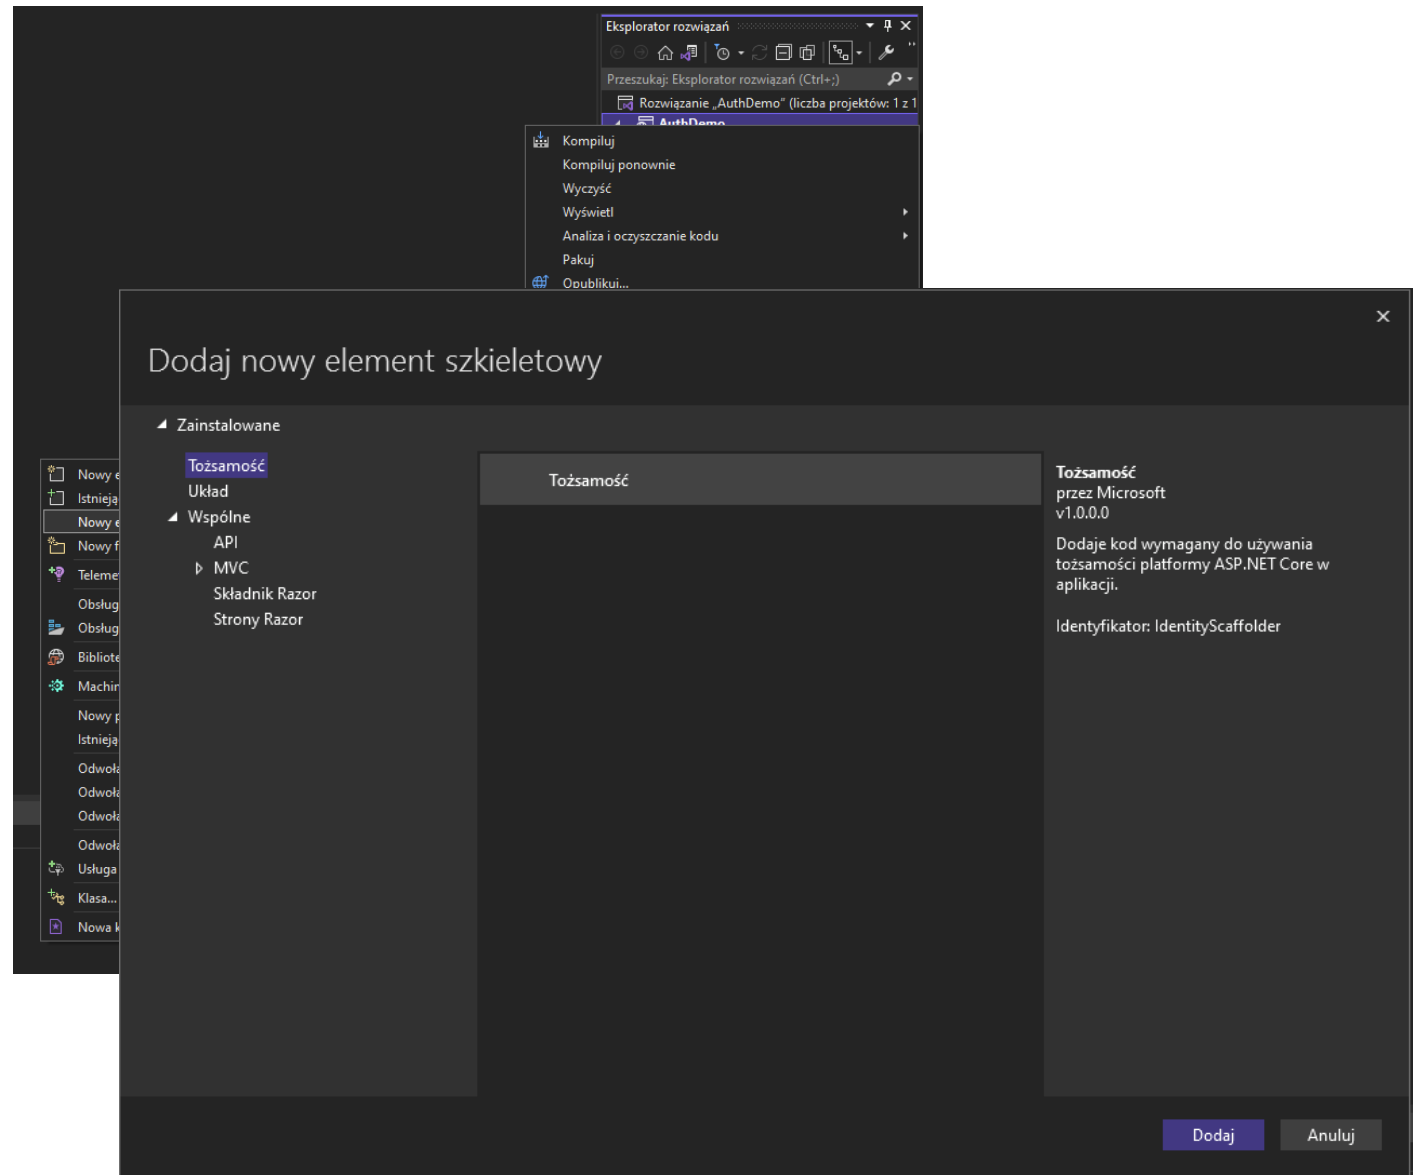 Eksplorator rozwiązań
Przeszukaj: Eksplorator rozwiązań (Ctrl+;)
Rozwiązanie „AuthDemo” (liczba projektów: 1 z 1
AuthDemo
Kompiluj
Kompiluj ponownie
Wyczyść
Wyświetl
Analiza i oczyszczanie kodu
Pakuj
Opublikuj...
Dodaj nowy element szkieletowy
Zainstalowane
Tożsamość
Układ
Wspólne
API
MVC
Składnik Razor
Strony Razor
Tożsamość
Tożsamość
przez Microsoft
v1.0.0.0
Dodaje kod wymagany do używania
tożsamości platformy ASP.NET Core w
aplikacji.
Identyfikator: IdentityScaffolder
Nowy e
Istnieją
Nowy e
Nowy f
Teleme
Obsług
Obsług
Bibliote
Machin
Nowy p
Istnieją
Odwoła
Odwoła
Odwoła
Odwoła
Usługa
Klasa...
Nowa k
Dodaj
Anuluj